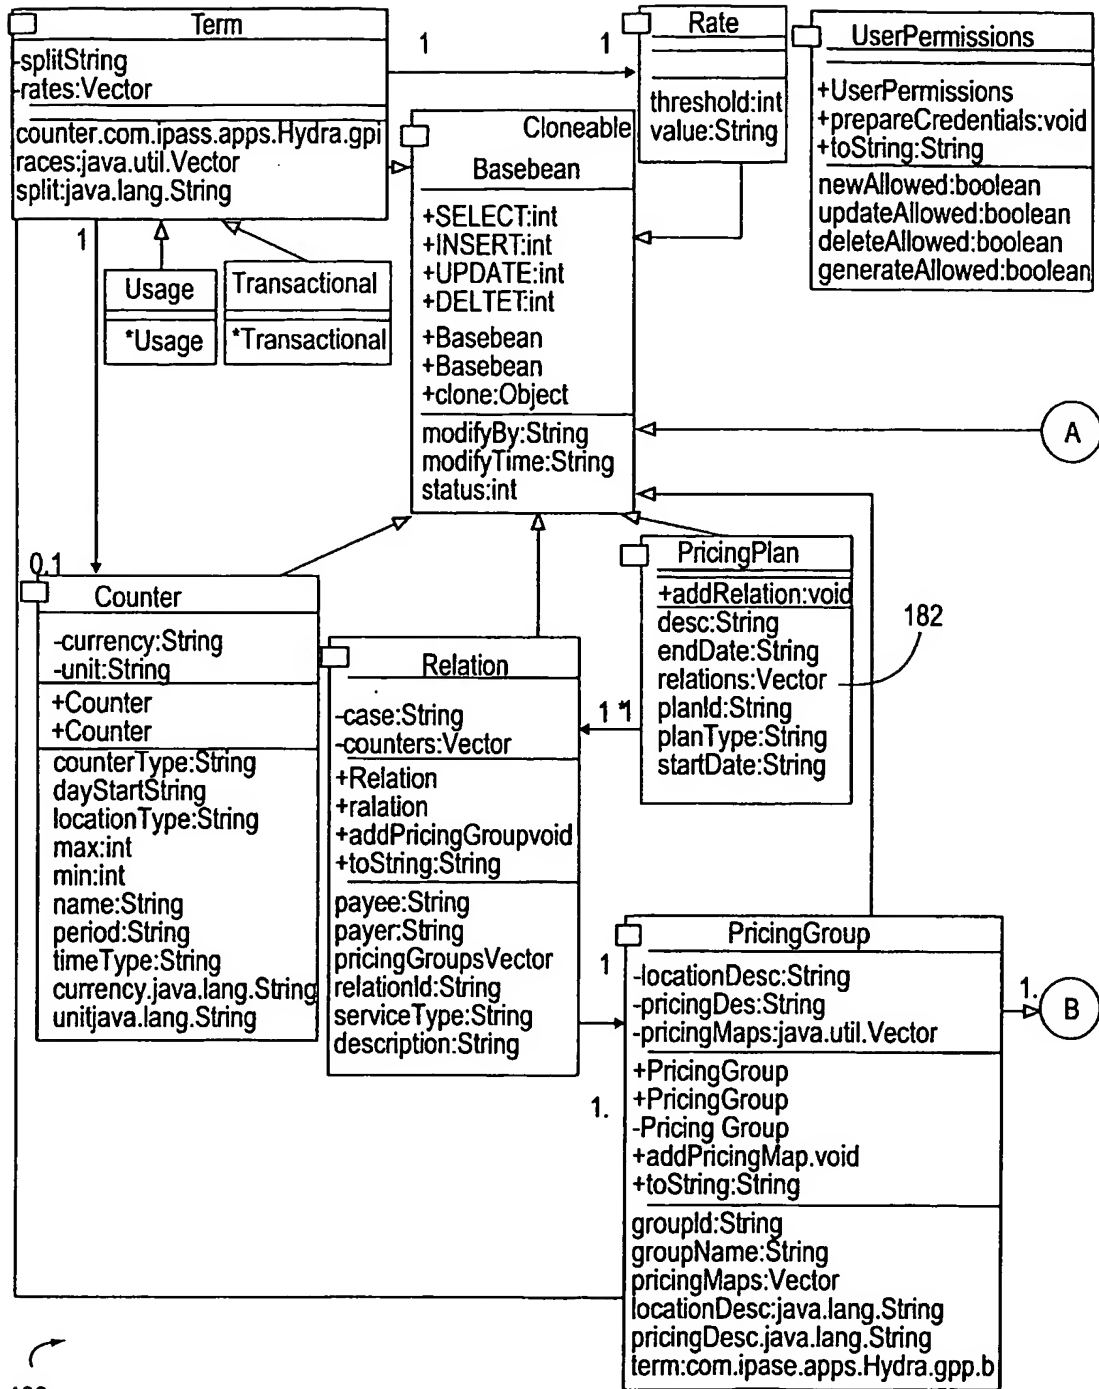 Term
-splitString
-rates:Vector
counter.com.ipass.apps.Hydra.gpi
races:java.util.Vector
split:java.lang.String
1
1
Rate
threshold:int
value:String
UserPermissions
+UserPermissions
+prepareCredentials:void
+toString:String
newAllowed:boolean
updateAllowed:boolean
deleteAllowed:boolean
generateAllowed:boolean
Cloneable
Basebean
+SELECT:int
+INSERT:int
+UPDATE:int
+DELTET:int
+Basebean
+Basebean
+clone:Object
modifyBy:String
modifyTime:String
status:int
1
Usage
*Usage
Transactional
*Transactional
A
0.1
Counter
-currency:String
-unit:String
+Counter
+Counter
counterType:String
dayStartString
locationType:String
max:int
min:int
name:String
period:String
timeType:String
currency.java.lang.String
unitjava.lang.String
Relation
-case:String
-counters:Vector
+Relation
+ralation
+addPricingGroupvoid
+toString:String
payee:String
payer:String
pricingGroupsVector
relationId:String
serviceType:String
description:String
1 *1
PricingPlan
+addRelation:void
desc:String
endDate:String
relations:Vector
planId:String
planType:String
startDate:String
182
1
1.
PricingGroup
-locationDesc:String
-pricingDes:String
-pricingMaps:java.util.Vector
+PricingGroup
+PricingGroup
-Pricing Group
+addPricingMap.void
+toString:String
groupId:String
groupName:String
pricingMaps:Vector
locationDesc:java.lang.String
pricingDesc.java.lang.String
term:com.ipase.apps.Hydra.gpp.b
1.
B